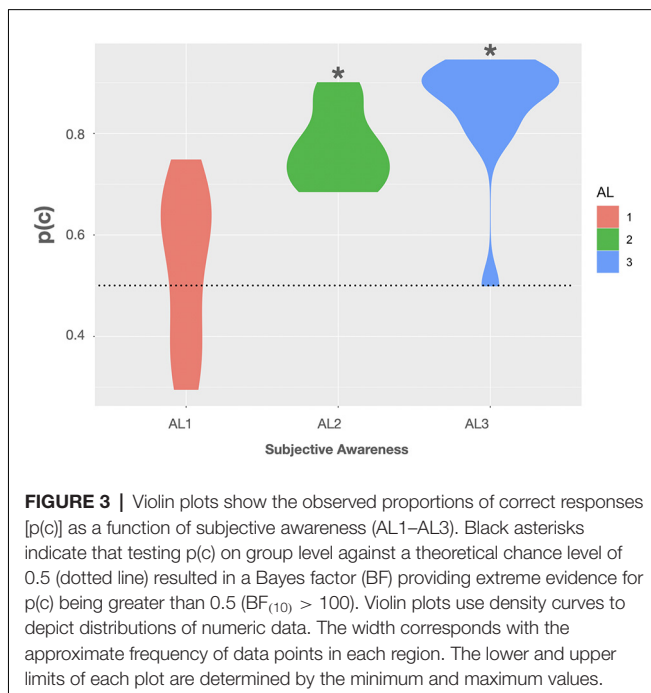 *
*
0.8
0.6
0.4
p(c)
AL
1
2
3
AL1 AL2 AL3
Subjective Awareness
FIGURE 3 | Violin plots show the observed proportions of correct responses
[p(c)] as a function of subjective awareness (AL1–AL3). Black asterisks
indicate that testing p(c) on group level against a theoretical chance level of
0.5 (dotted line) resulted in a Bayes factor (BF) providing extreme evidence for
p(c) being greater than 0.5 (BF(10) > 100). Violin plots use density curves to
depict distributions of numeric data. The width corresponds with the
approximate frequency of data points in each region. The lower and upper
limits of each plot are determined by the minimum and maximum values.